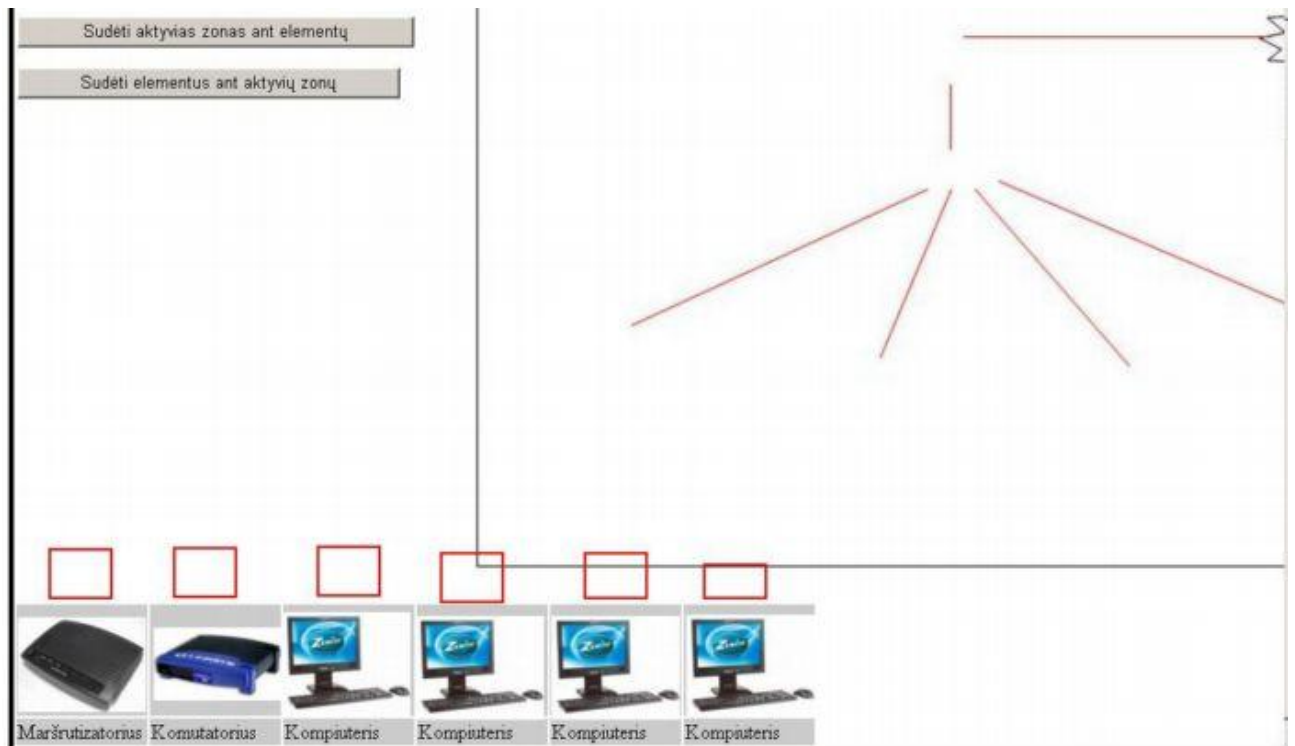 Sudėti aktyvias zonas ant elementų
Sudėti elementus ant aktyvių zonų
Maršrutizatorius Komutatorius Kompiuteris Kompiuteris Kompiuteris Kompiuteris